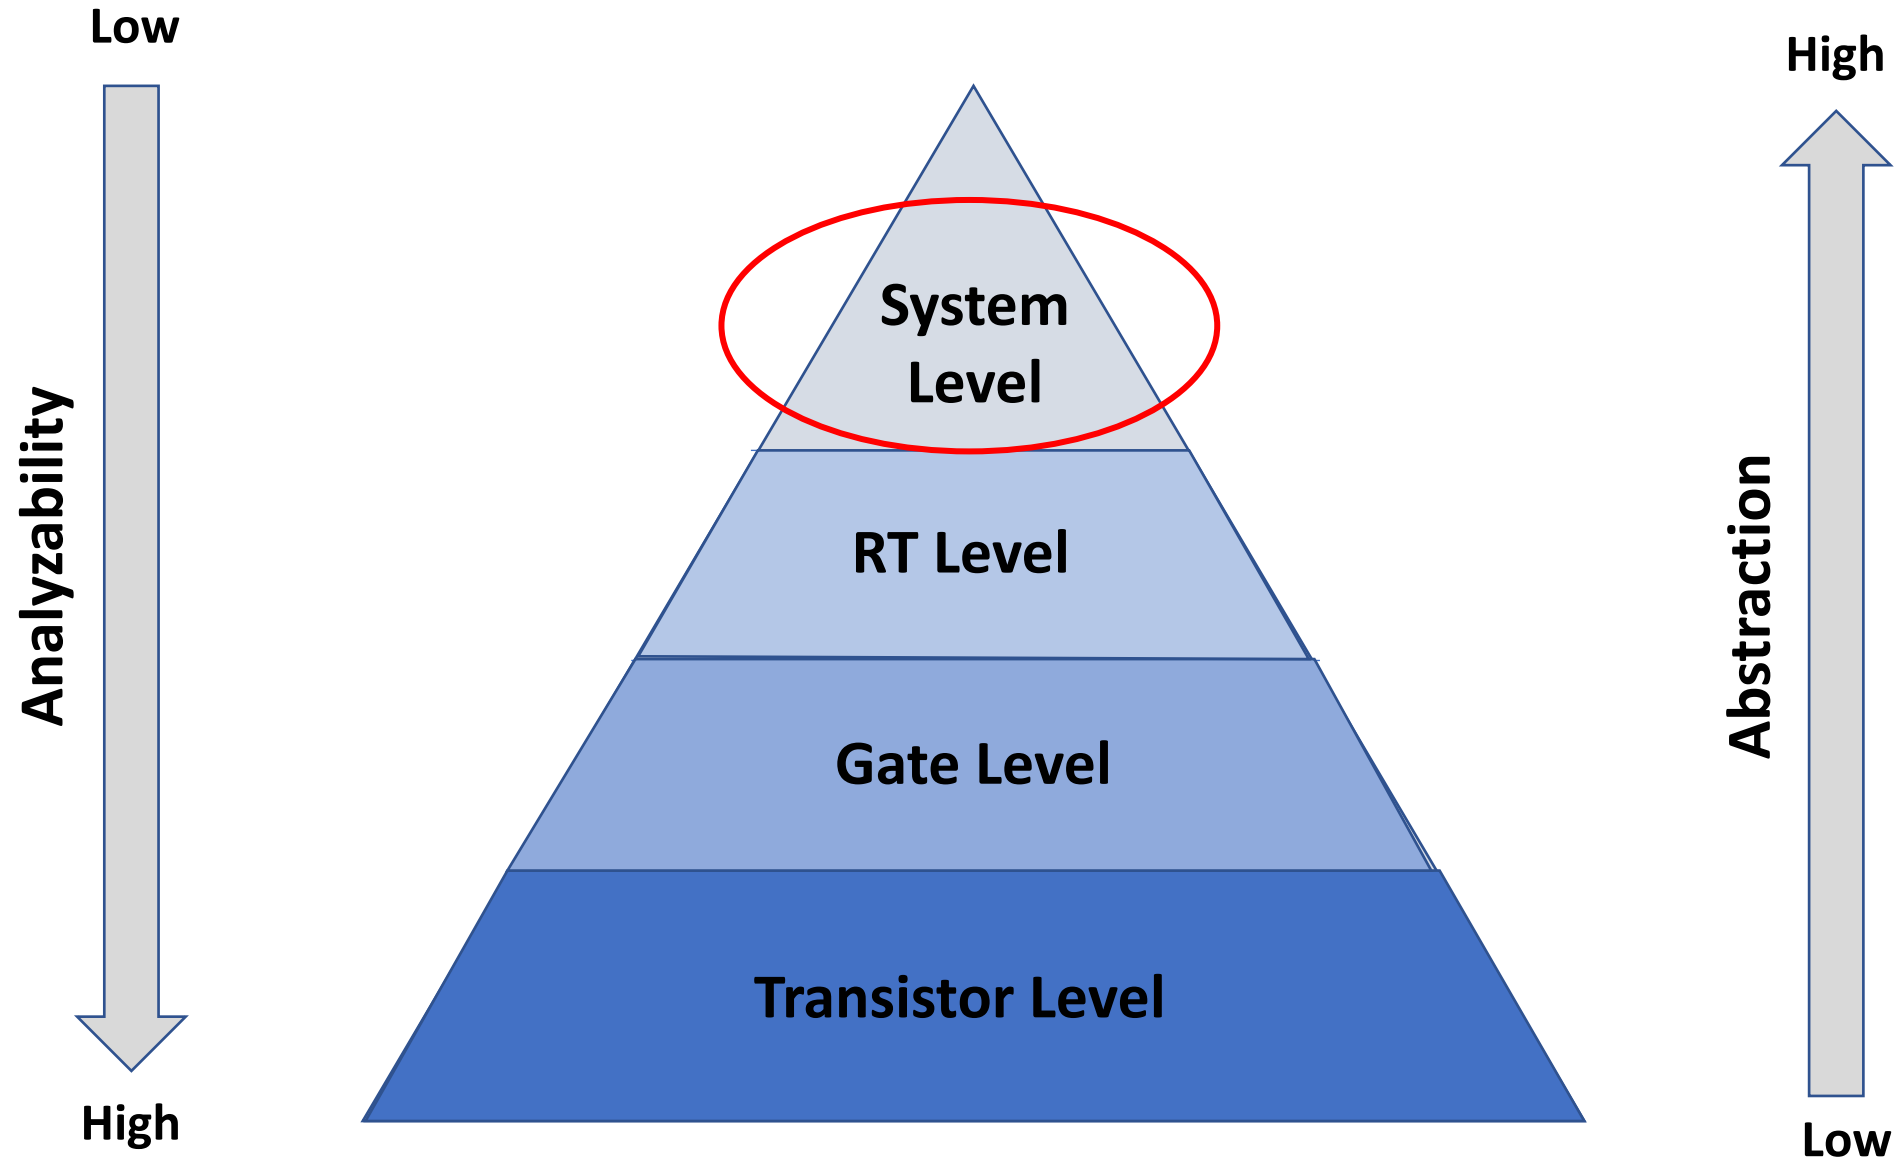 Low
High
System
Level
RT Level
Gate Level
Transistor Level
Analyzability
Abstraction
High
Low